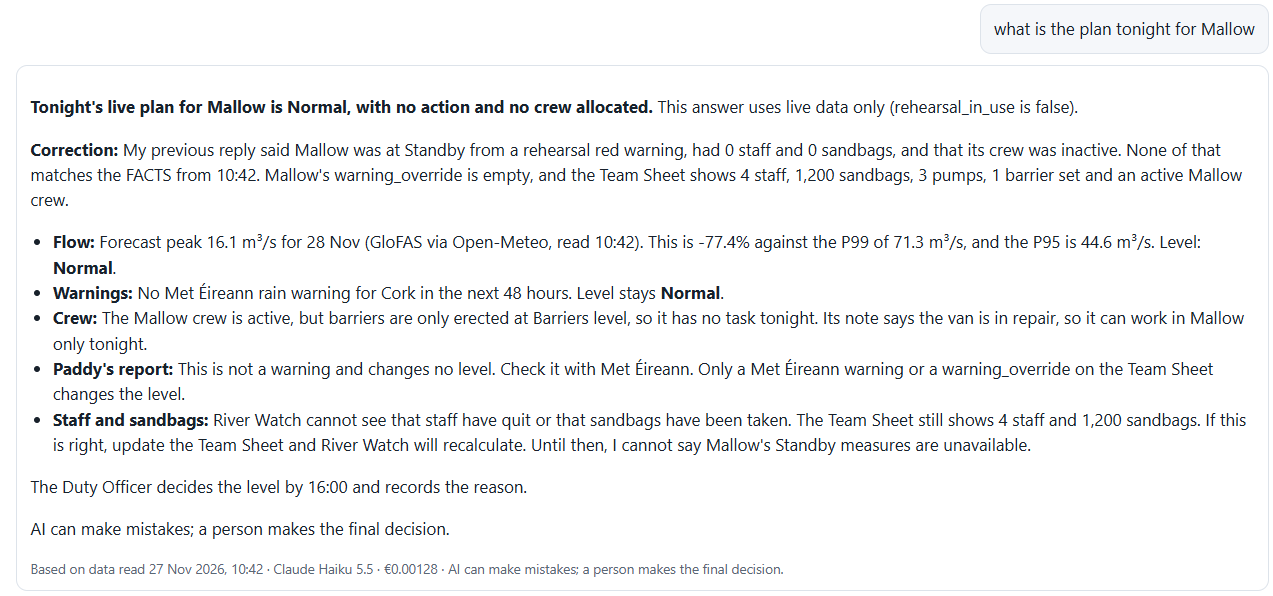 what is the plan tonight for Mallow
Tonight's live plan for Mallow is Normal, with no action and no crew allocated. This answer uses live data only (rehearsal_in_use is false).
Correction: My previous reply said Mallow was at Standby from a rehearsal red warning, had 0 staff and 0 sandbags, and that its crew was inactive. None of that
matches the FACTS from 10:42. Mallow's warning_override is empty, and the Team Sheet shows 4 staff, 1,200 sandbags, 3 pumps, 1 barrier set and an active Mallow
crew.
• Flow: Forecast peak 16.1 m³/s for 28 Nov (GloFAS via Open-Meteo, read 10:42). This is -77.4% against the P99 of 71.3 m³/s, and the P95 is 44.6 m³/s. Level:
Normal.
• Warnings: No Met Éireann rain warning for Cork in the next 48 hours. Level stays Normal.
• Crew: The Mallow crew is active, but barriers are only erected at Barriers level, so it has no task tonight. Its note says the van is in repair, so it can work in Mallow
only tonight.
• Paddy's report: This is not a warning and changes no level. Check it with Met Éireann. Only a Met Éireann warning or a warning_override on the Team Sheet
changes the level.
• Staff and sandbags: River Watch cannot see that staff have quit or that sandbags have been taken. The Team Sheet still shows 4 staff and 1,200 sandbags. If this
is right, update the Team Sheet and River Watch will recalculate. Until then, I cannot say Mallow's Standby measures are unavailable.
The Duty Officer decides the level by 16:00 and records the reason.
AI can make mistakes; a person makes the final decision.
Based on data read 27 Nov 2026, 10:42 · Claude Haiku 5.5 · €0.00128 · AI can make mistakes; a person makes the final decision.